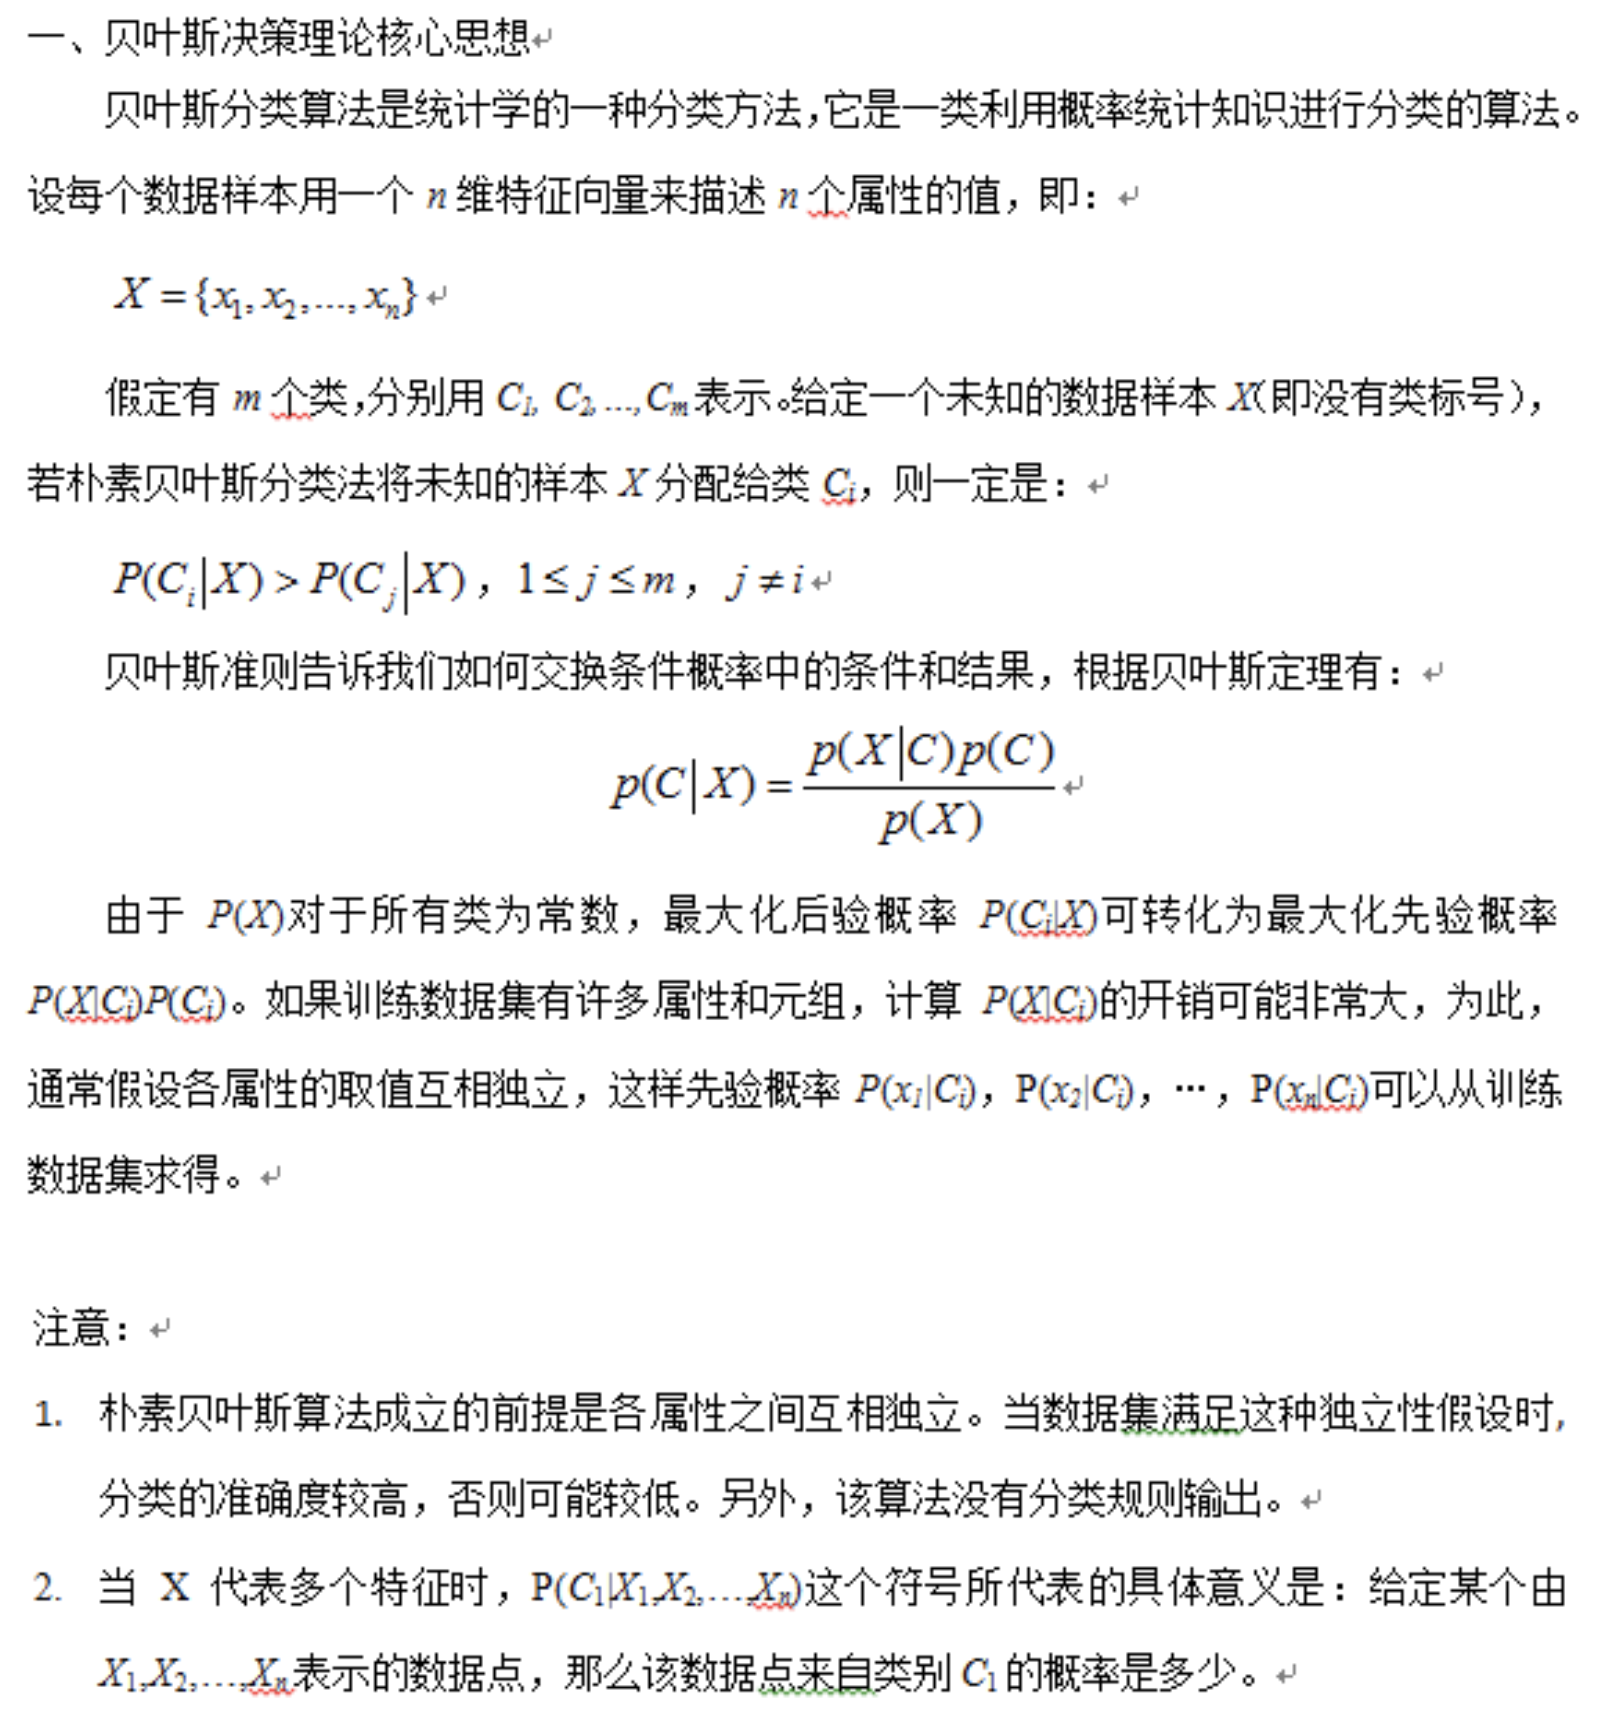 一、贝叶斯决策理论核心思想↵
贝叶斯分类算法是统计学的一种分类方法,它是一类利用概率统计知识进行分类的算法。
设每个数据样本用一个 n 维特征向量来描述 n 个属性的值，即：↵
X = {x₁, x₂, ..., xₙ}↵
假定有 m 个类,分别用 C₁, C₂, ..., Cₘ 表示。给定一个未知的数据样本 X(即没有类标号)，
若朴素贝叶斯分类法将未知的样本 X 分配给类 Cᵢ，则一定是：↵
P(Cᵢ|X) > P(Cⱼ|X)，1 ≤ j ≤ m，j ≠ i↵
贝叶斯准则告诉我们如何交换条件概率中的条件和结果，根据贝叶斯定理有：↵
p(C|X) = p(X|C)p(C) / p(X)↵
由于 P(X)对于所有类为常数，最大化后验概率 P(Cᵢ|X)可转化为最大化先验概率
P(X|Cᵢ)P(Cᵢ)。如果训练数据集有许多属性和元组，计算 P(X|Cᵢ)的开销可能非常大，为此，
通常假设各属性的取值互相独立，这样先验概率 P(x₁|Cᵢ)，P(x₂|Cᵢ)，…，P(xₙ|Cᵢ)可以从训练
数据集求得。↵
注意：↵
1. 朴素贝叶斯算法成立的前提是各属性之间互相独立。当数据集满足这种独立性假设时,
分类的准确度较高，否则可能较低。另外，该算法没有分类规则输出。↵
2. 当 X 代表多个特征时，P(C₁|X₁,X₂,…,Xₙ)这个符号所代表的具体意义是：给定某个由
X₁,X₂,…,Xₙ表示的数据点，那么该数据点来自类别 C₁ 的概率是多少。↵